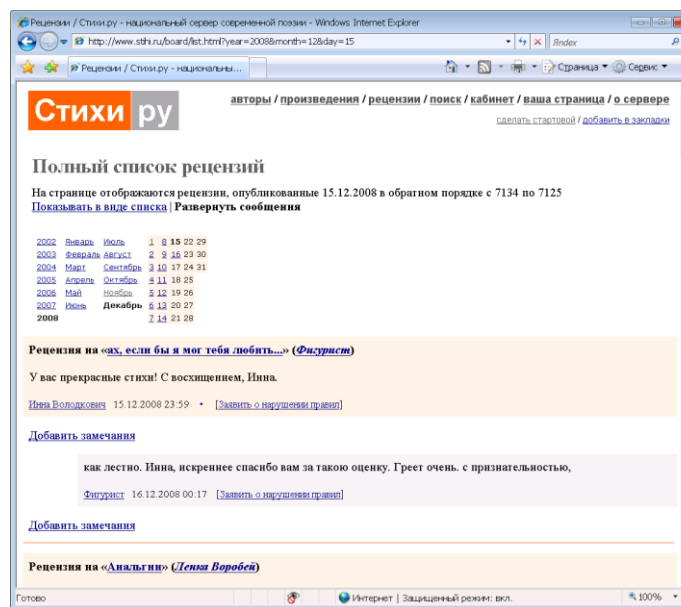 Рецензии / Стихи.ру - национальный сервер современной поэзии - Windows Internet Explorer
http://www.stihi.ru/board/list.html?year=2008&month=12&day=15
Яndex
Рецензии / Стихи.ру - национальны...
Страница Сервис
Стихи ру
авторы / произведения / рецензии / поиск / кабинет / ваша страница / о сервере
сделать стартовой / добавить в закладки
Полный список рецензий
На странице отображаются рецензии, опубликованные 15.12.2008 в обратном порядке с 7134 по 7125
Показывать в виде списка | Развернуть сообщения
2002 Январь Июль 1 8 15 22 29
2003 Февраль Август 2 9 16 23 30
2004 Март Сентябрь 3 10 17 24 31
2005 Апрель Октябрь 4 11 18 25
2006 Май Ноябрь 5 12 19 26
2007 Июнь Декабрь 6 13 20 27
2008 7 14 21 28
Рецензия на «ах, если бы я мог тебя любить...» (Фигурист)
У вас прекрасные стихи! С восхищением, Инна.
Инна Володкович 15.12.2008 23:59 • [Заявить о нарушении правил]
Добавить замечания
как лестно. Инна, искреннее спасибо вам за такою оценку. Греет очень. с признательностью,
Фигурист 16.12.2008 00:17 [Заявить о нарушении правил]
Добавить замечания
Рецензия на «Анальгин» (Ленка Воробей)
Готово
Интернет | Защищенный режим: вкл.
100%